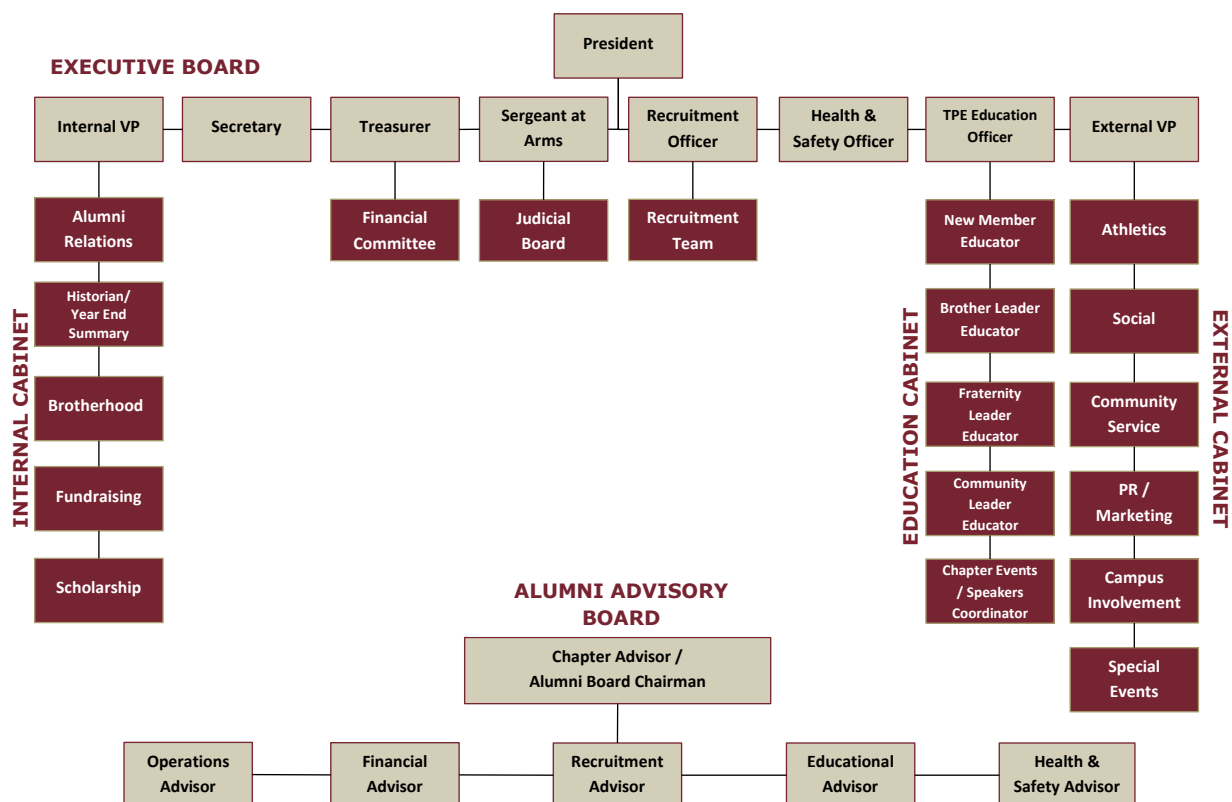 President
EXECUTIVE BOARD
Internal VP
Secretary
Treasurer
Sergeant at
Arms
Recruitment
Officer
Health &
Safety Officer
TPE Education
Officer
External VP
Alumni
Relations
Historian/
Year End
Summary
Brotherhood
Fundraising
Scholarship
INTERNAL CABINET
Financial
Committee
Judicial
Board
Recruitment
Team
New Member
Educator
Brother Leader
Educator
Fraternity
Leader
Educator
Community
Leader
Educator
Chapter Events
/ Speakers
Coordinator
EDUCATION CABINET
Athletics
Social
Community
Service
PR /
Marketing
Campus
Involvement
Special
Events
EXTERNAL CABINET
ALUMNI ADVISORY
BOARD
Chapter Advisor /
Alumni Board Chairman
Operations
Advisor
Financial
Advisor
Recruitment
Advisor
Educational
Advisor
Health &
Safety Advisor